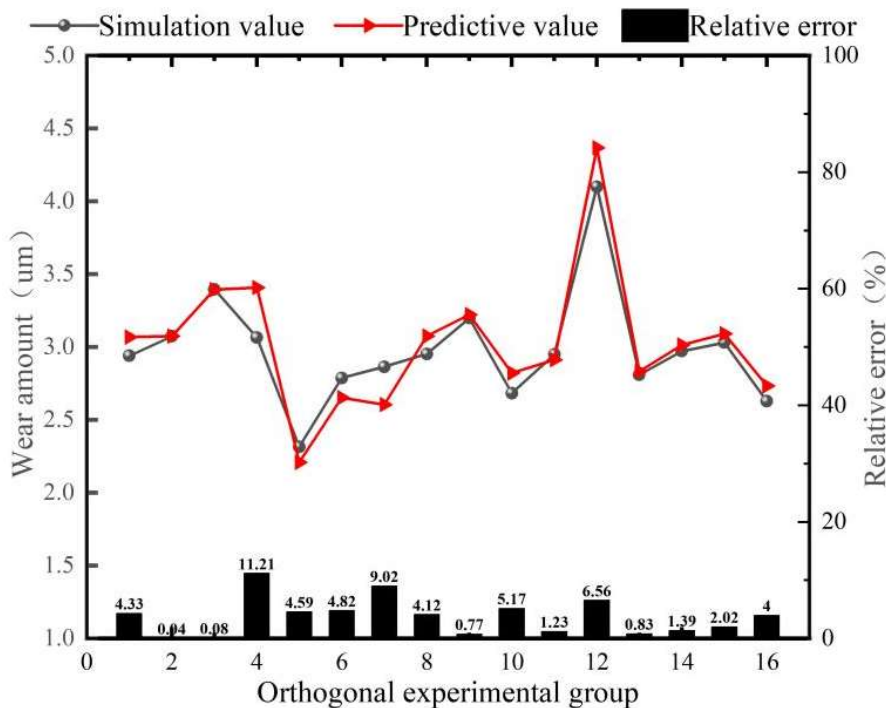 Simulation value Predictive value Relative error
Wear amount（um）
5.0
4.5
4.0
3.5
3.0
2.5
2.0
1.5
1.0
100
80
60
40
20
0
Relative error（%）
4.33 0.04 0.08 11.21 4.59 4.82 9.02 4.12 0.77 5.17 1.23 6.56 0.83 1.39 2.02 4
0 2 4 6 8 10 12 14 16
Orthogonal experimental group